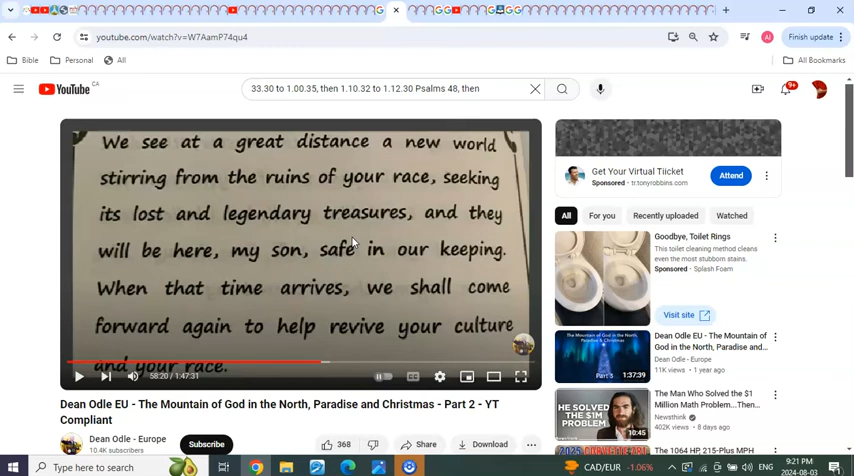 Finish update
youtube.com/watch?v=W7AamP74qu4
Bible
Personal
All
All Bookmarks
YouTube CA
33.30 to 1.00.35, then 1.10.32 to 1.12.30 Psalms 48, then
9+
We see at a great distance a new world
stirring from the ruins of your race, seeking
its lost and legendary treasures, and they
will be here, my son, safe in our keeping.
When that time arrives, we shall come
forward again to help revive your culture
and your race.
58:20 / 1:47:31
Dean Odle EU - The Mountain of God in the North, Paradise and Christmas - Part 2 - YT
Compliant
Dean Odle - Europe
10.4K subscribers
Subscribe
368
Share
Download
Get Your Virtual Tiicket
Sponsored · tr.tonyrobbins.com
Attend
All
For you
Recently uploaded
Watched
Goodbye, Toilet Rings
This toilet cleaning method cleans
even the most stubborn stains.
Sponsored · Splash Foam
Visit site
Part 3
1:37:39
Dean Odle EU - The Mountain of
God in the North, Paradise and...
Dean Odle - Europe
11K views · 1 year ago
HE SOLVED
THE $1M
PROBLEM
10:45
The Man Who Solved the $1
Million Math Problem...Then...
Newsthink
402K views · 8 days ago
The 1064 HP, 215-Plus MPH
Type here to search
CAD/EUR -1.06%
ENG
9:21 PM
2024-08-03